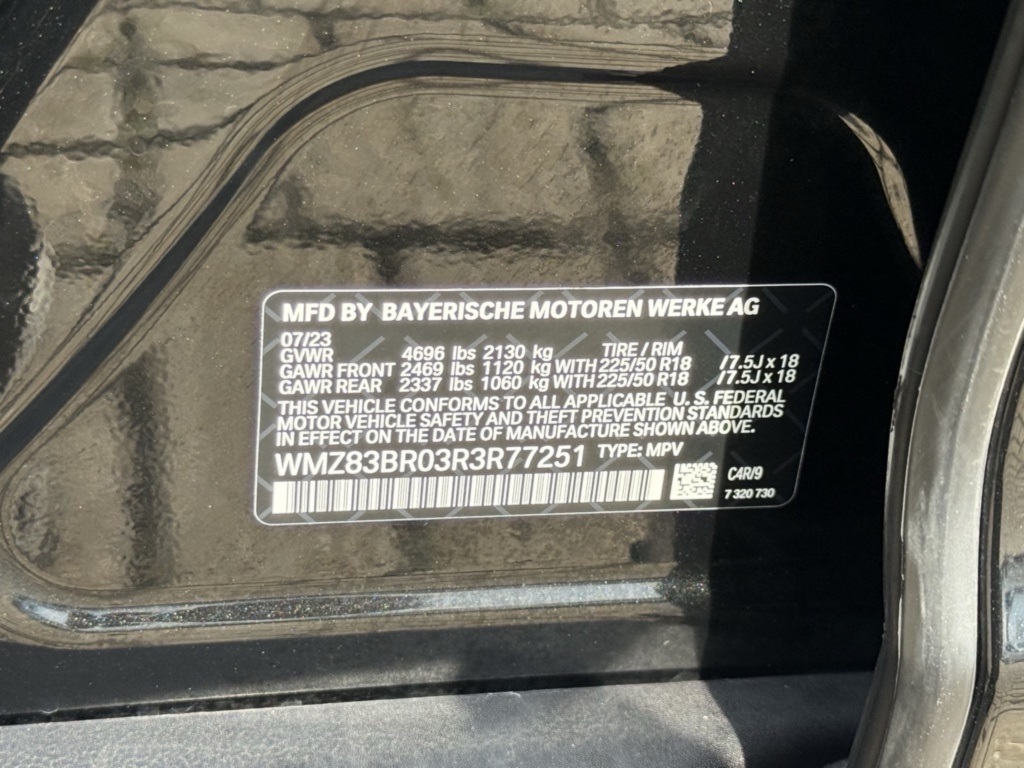 MFD BY BAYERISCHE MOTOREN WERKE AG
07/23
GVWR 4696 lbs 2130 kg TIRE / RIM
GAWR FRONT 2469 lbs 1120 kg WITH 225/50 R18 /7.5J x 18
GAWR REAR 2337 lbs 1060 kg WITH 225/50 R18 /7.5J x 18
THIS VEHICLE CONFORMS TO ALL APPLICABLE U.S. FEDERAL
MOTOR VEHICLE SAFETY AND THEFT PREVENTION STANDARDS
IN EFFECT ON THE DATE OF MANUFACTURE SHOWN ABOVE.
WMZ83BR03R3R77251 TYPE: MPV
C4R/9
7 320 730